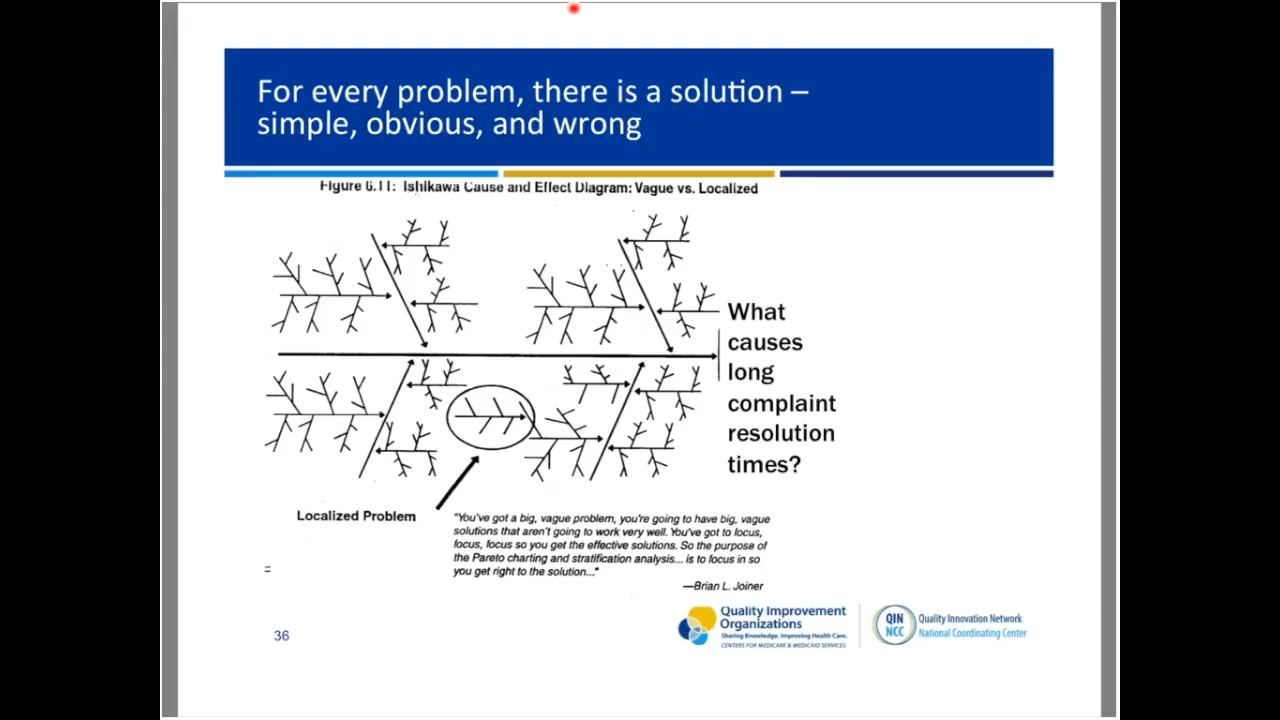 For every problem, there is a solution –
simple, obvious, and wrong
Figure 6.11: Ishikawa Cause and Effect Diagram: Vague vs. Localized
What
causes
long
complaint
resolution
times?
Localized Problem
"You've got a big, vague problem, you're going to have big, vague
solutions that aren't going to work very well. You've got to focus,
focus, focus so you get the effective solutions. So the purpose of
the Pareto charting and stratification analysis... is to focus in so
you get right to the solution..."
—Brian L. Joiner
36
Quality Improvement
Organizations
Sharing Knowledge. Improving Health Care.
CENTERS FOR MEDICARE & MEDICAID SERVICES
QIN
NCC
Quality Innovation Network
National Coordinating Center